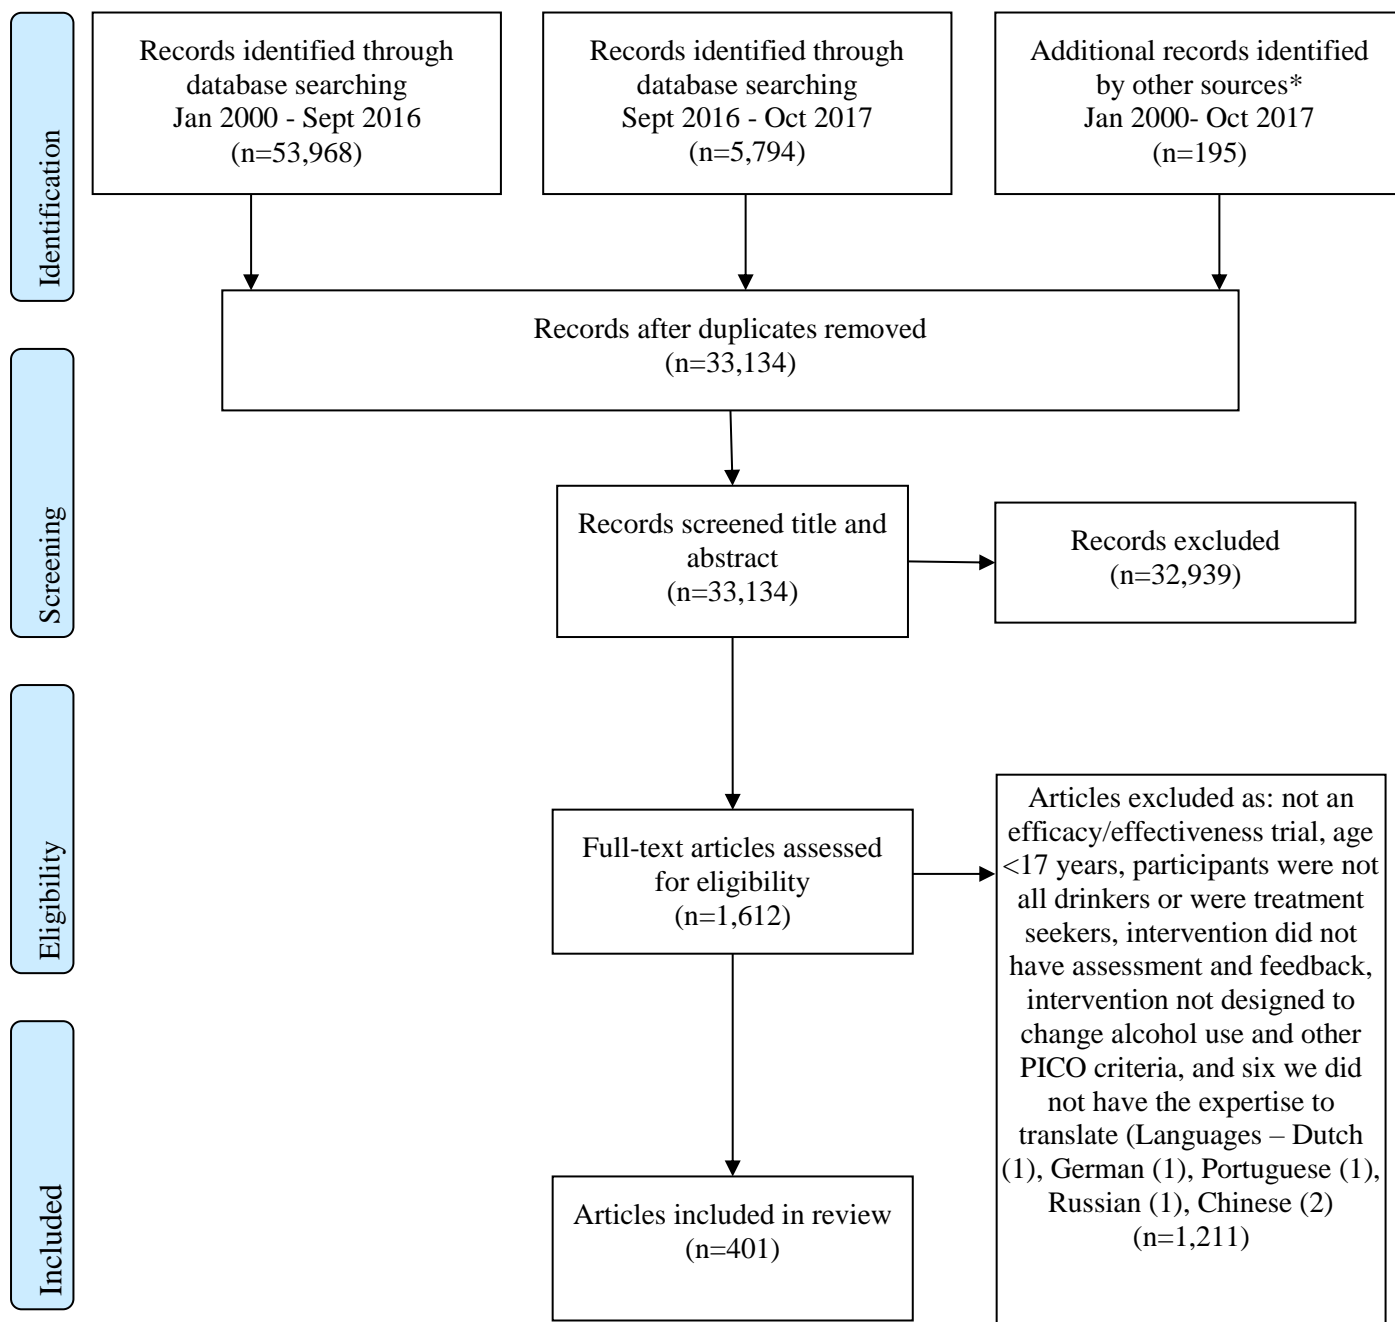 Identification
Records identified through
database searching
Jan 2000 - Sept 2016
(n=53,968)
Records identified through
database searching
Sept 2016 - Oct 2017
(n=5,794)
Additional records identified
by other sources*
Jan 2000- Oct 2017
(n=195)
Records after duplicates removed
(n=33,134)
Screening
Records screened title and
abstract
(n=33,134)
Records excluded
(n=32,939)
Eligibility
Full-text articles assessed
for eligibility
(n=1,612)
Articles excluded as: not an
efficacy/effectiveness trial, age
<17 years, participants were not
all drinkers or were treatment
seekers, intervention did not
have assessment and feedback,
intervention not designed to
change alcohol use and other
PICO criteria, and six we did
not have the expertise to
translate (Languages – Dutch
(1), German (1), Portuguese (1),
Russian (1), Chinese (2)
(n=1,211)
Included
Articles included in review
(n=401)